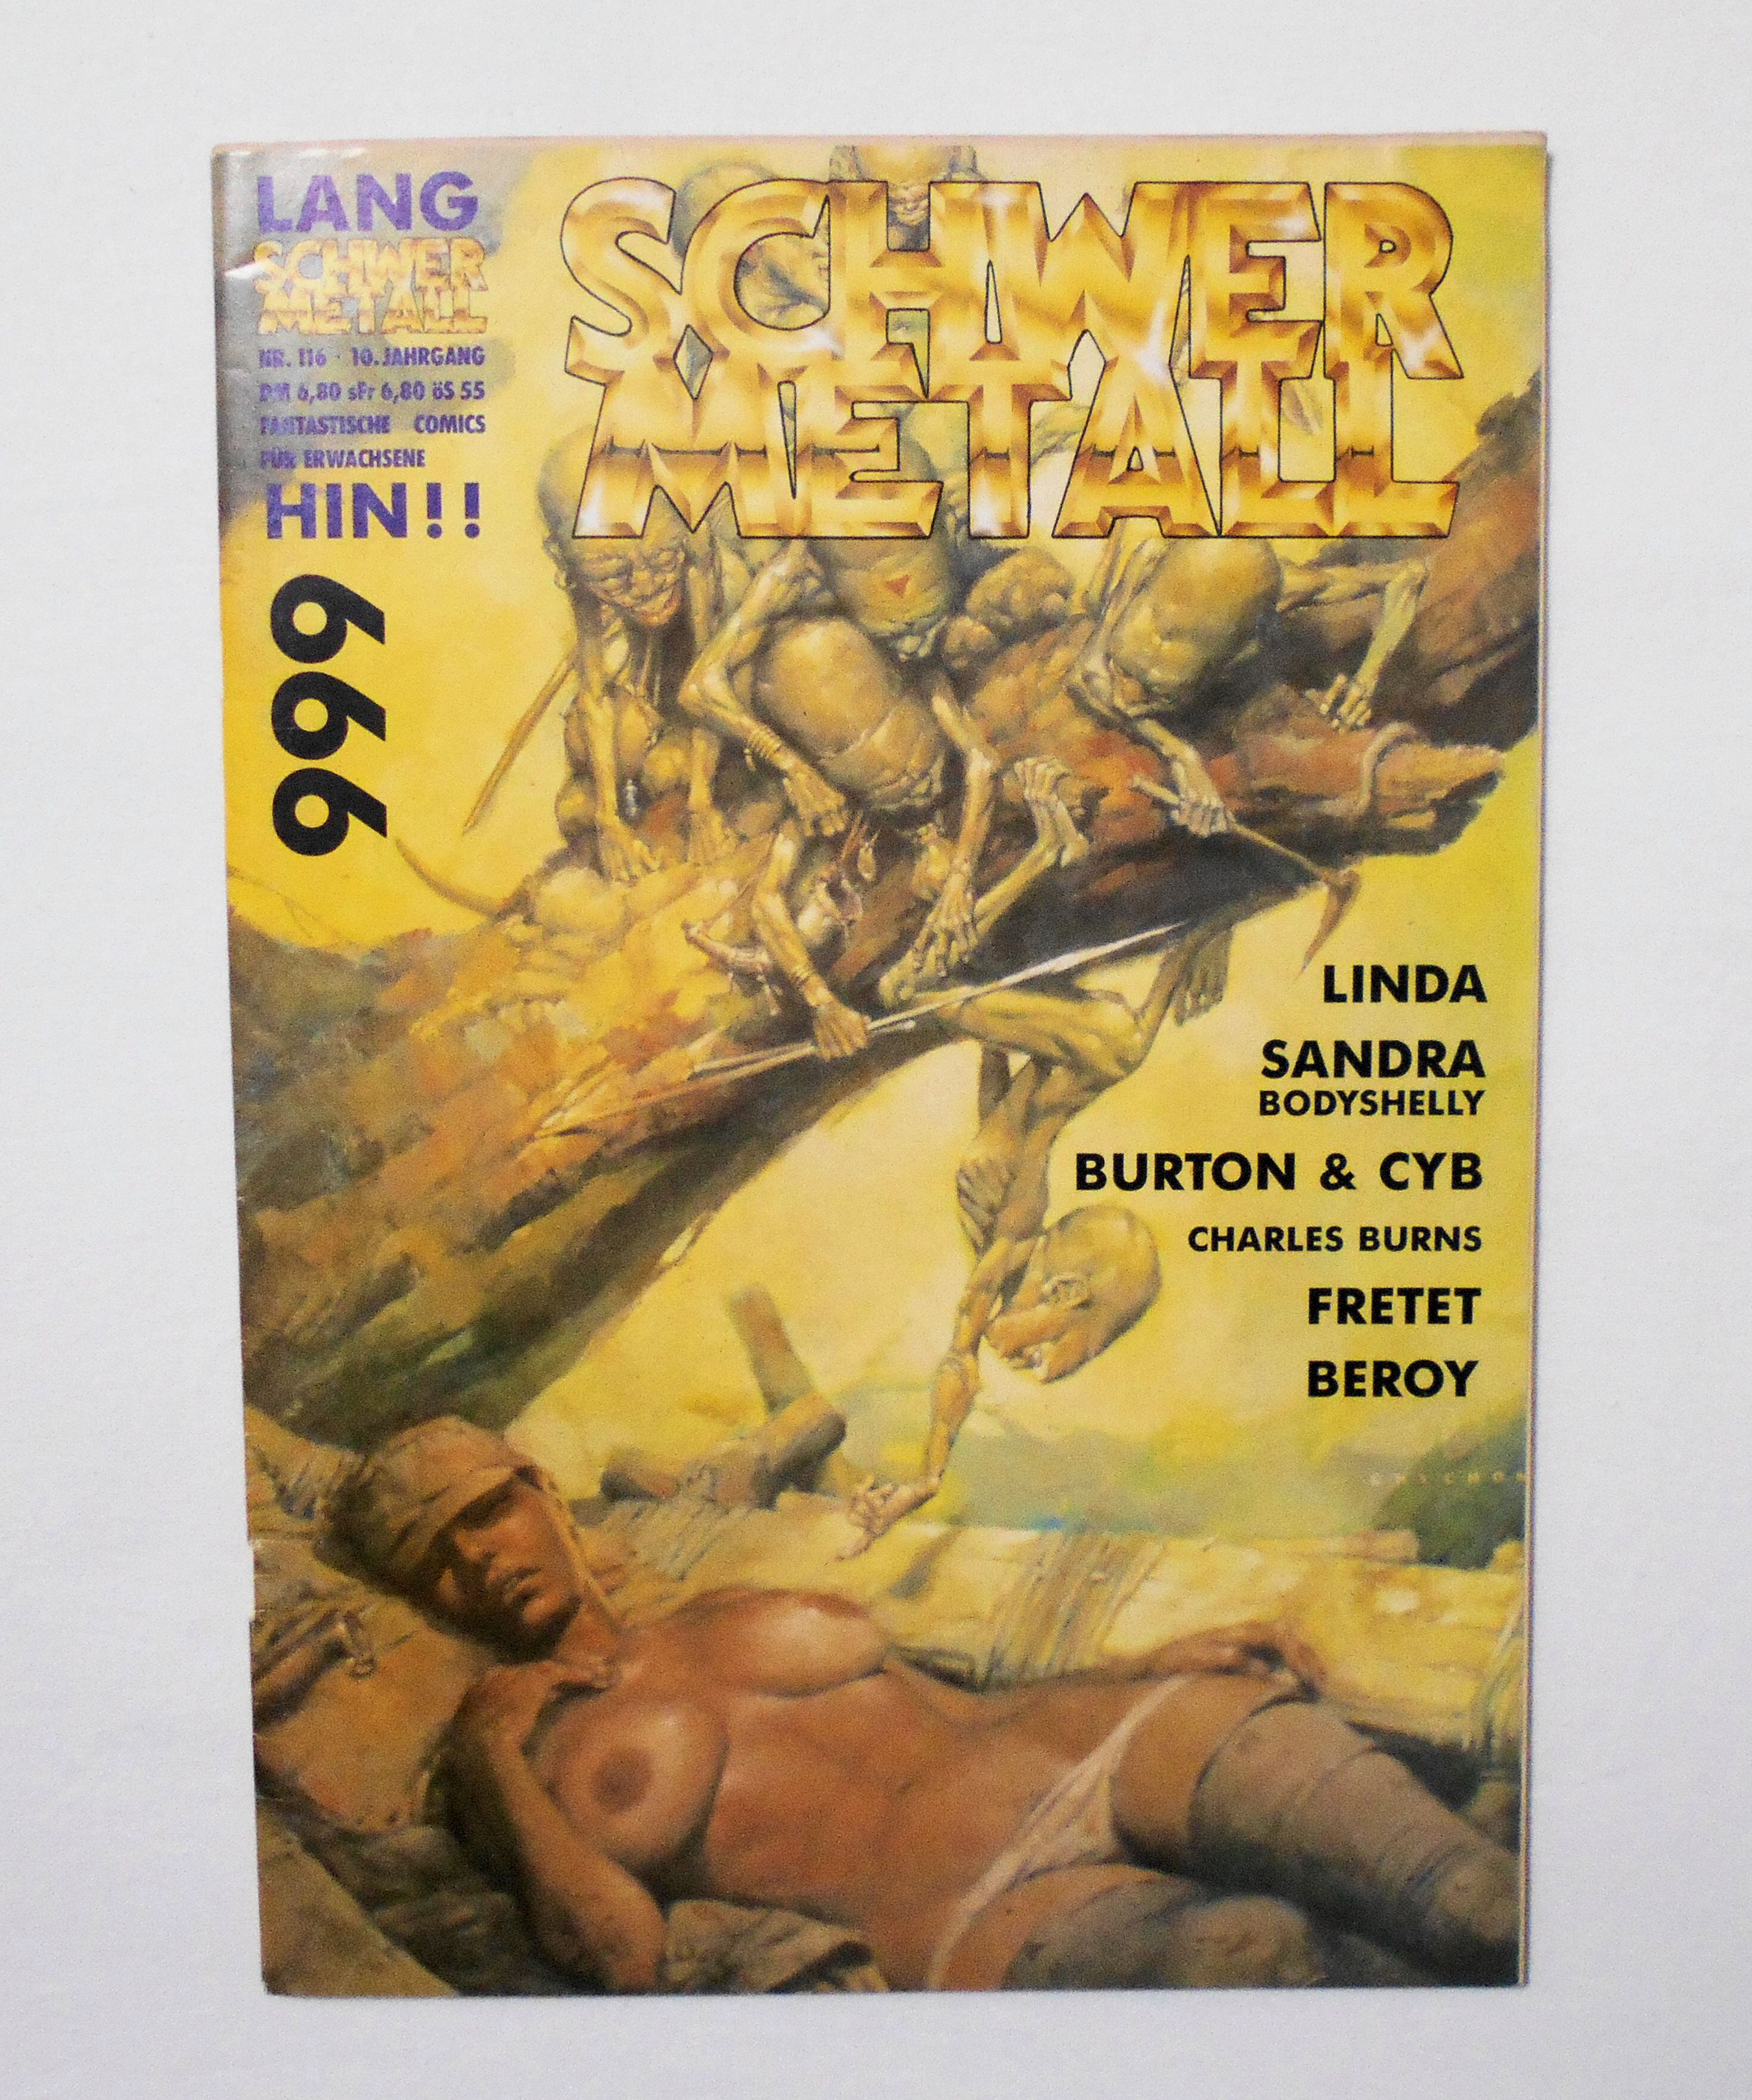 LANG
SCHWER
METALL
NR. 116 · 10. JAHRGANG
DM 6,80 sFr 6,80 öS 55
FANTASTISCHE COMICS
FÜR ERWACHSENE
HIN!!
999
SCHWER
METALL
LINDA
SANDRA
BODYSHELLY
BURTON & CYB
CHARLES BURNS
FRETET
BEROY